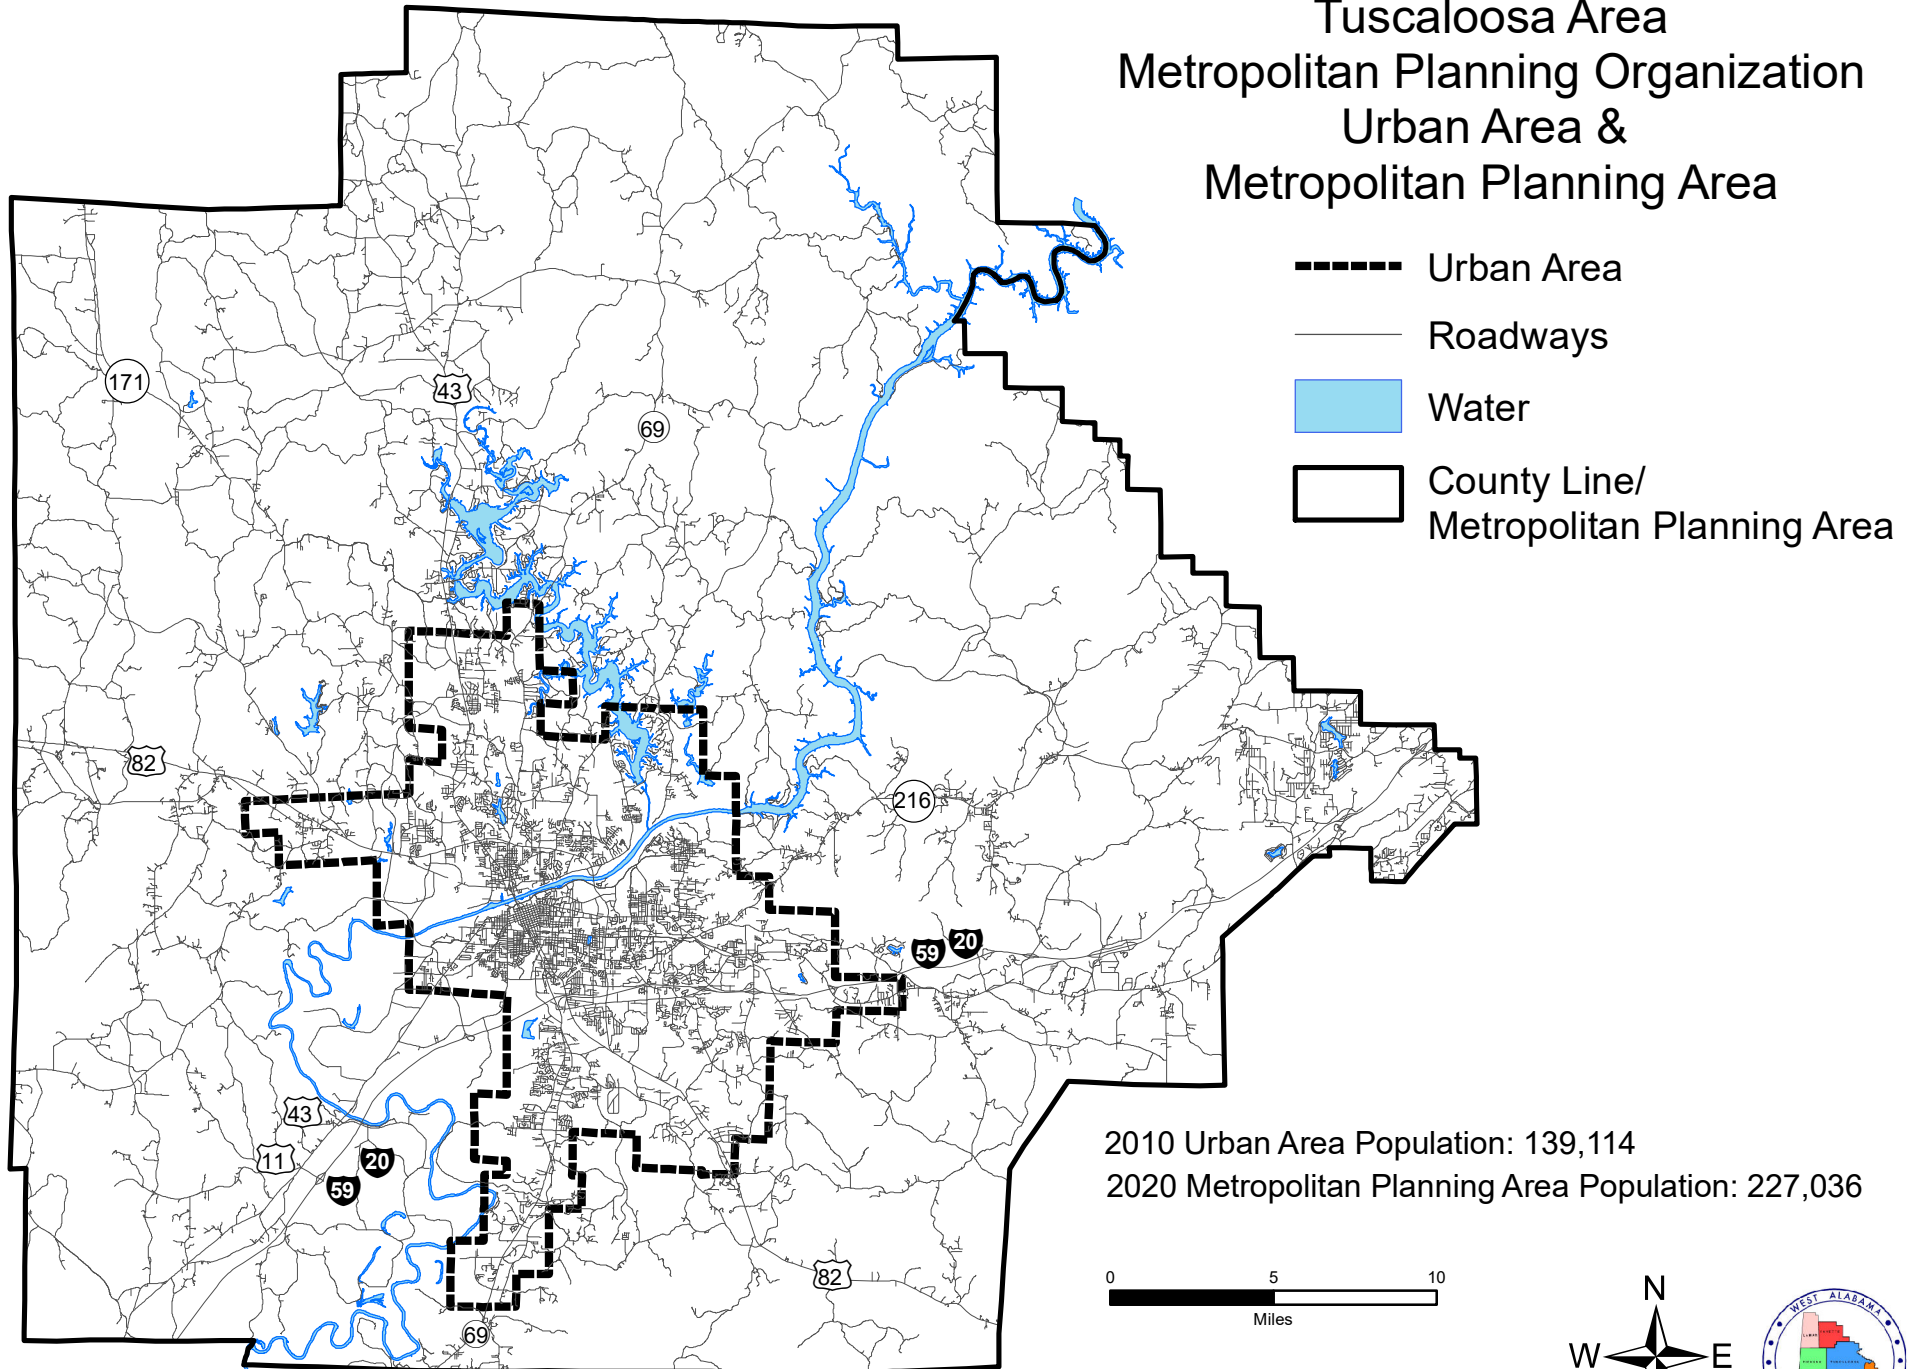 Tuscaloosa Area
Metropolitan Planning Organization
Urban Area &
Metropolitan Planning Area
Urban Area
Roadways
Water
County Line/
Metropolitan Planning Area
171
43
69
82
216
59
20
43
11
20
59
82
69
2010 Urban Area Population: 139,114
2020 Metropolitan Planning Area Population: 227,036
0 5 10
Miles
N
W E
WEST ALABAMA